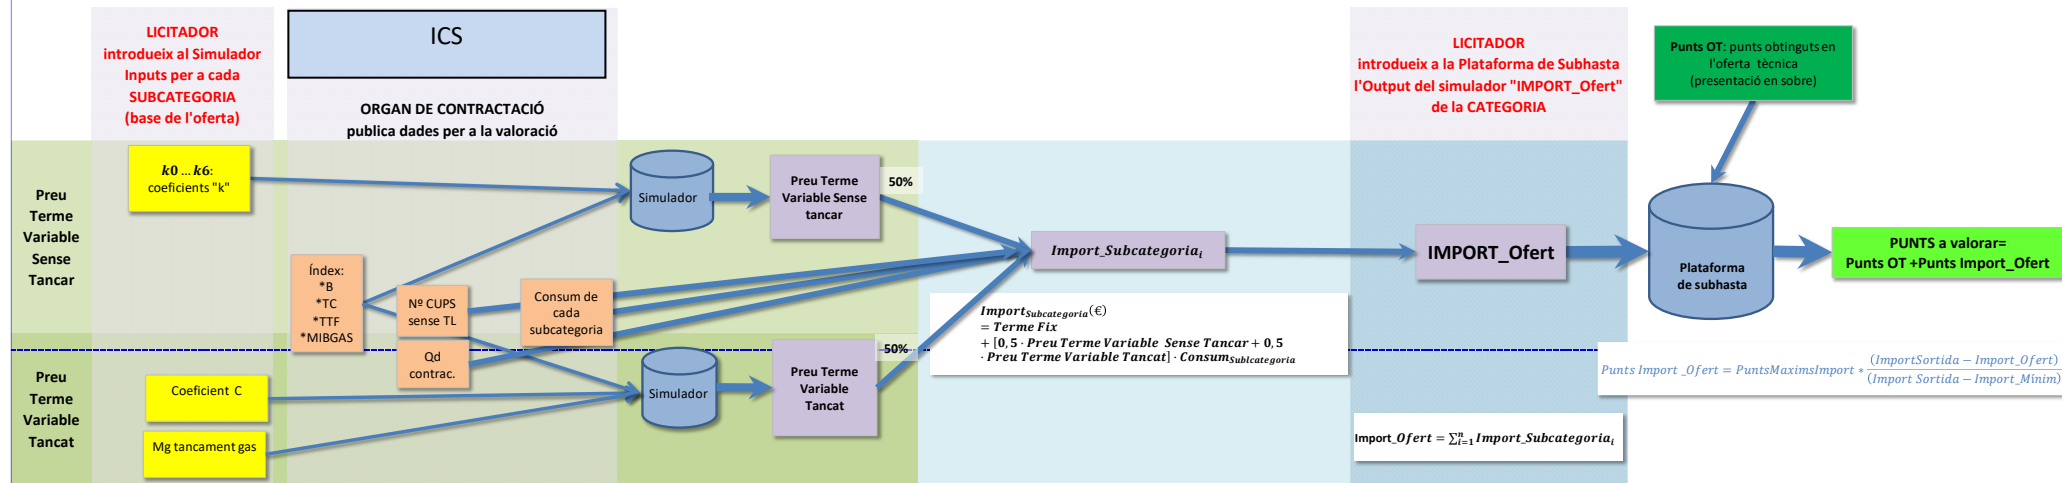 LICITADOR
introdueix al Simulador
Inputs per a cada
SUBCATEGORIA
(base de l'oferta)
ICS
ORGAN DE CONTRACTACIÓ
publica dades per a la valoració
LICITADOR
introdueix a la Plataforma de Subhasta
l'Output del simulador "IMPORT_Ofert"
de la CATEGORIA
Punts OT: punts obtinguts en
l'oferta tècnica
(presentació en sobre)
Preu
Terme
Variable
Sense
Tancar
k0 … k6:
coeficients "k"
Índex:
*B
*TC
*TTF
*MIBGAS
Nº CUPS
sense TL
Qd
contrac.
Consum de
cada
subcategoria
Simulador
Preu Terme
Variable Sense
tancar
50%
Import_Subcategoria_i
IMPORT_Ofert
Plataforma
de subhasta
PUNTS a valorar=
Punts OT +Punts Import_Ofert
Import_Subcategoria(€)
= Terme Fix
+ [0,5 · Preu Terme Variable Sense Tancar + 0,5
· Preu Terme Variable Tancat] · Consum_Sublcategoria
Preu
Terme
Variable
Tancat
Coeficient C
Mg tancament gas
Simulador
Preu Terme
Variable
Tancat
50%
Punts Import _Ofert = PuntsMaximsImport * (ImportSortida − Import_Ofert) / (Import Sortida − Import_Mínim)
Import_Ofert = ∑_{i=1}^{n} Import_Subcategoria_i